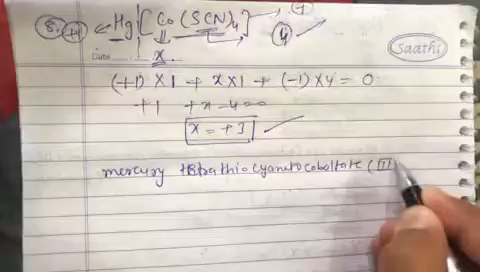 8. +1 ← Hg [Co (SCN)4] → -1
Saathi
Date x 4
(+1) X 1 + x X 1 + (-1) X 4 = 0
+1 + x - 4 = 0
x = +3
mercury tetrathiocyanatocobaltate (III)